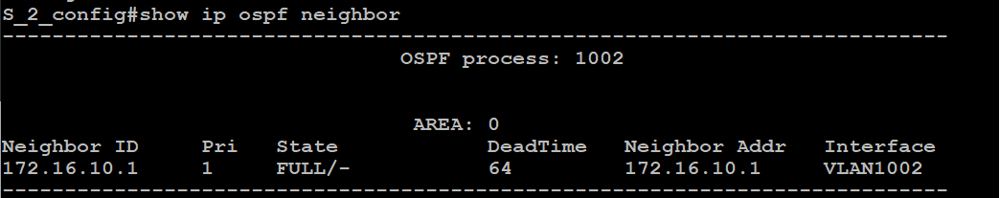 S_2_config#show ip ospf neighbor
----------------------------------------------------------------------------
OSPF process: 1002
AREA: 0
Neighbor ID Pri State DeadTime Neighbor Addr Interface
172.16.10.1 1 FULL/- 64 172.16.10.1 VLAN1002
----------------------------------------------------------------------------